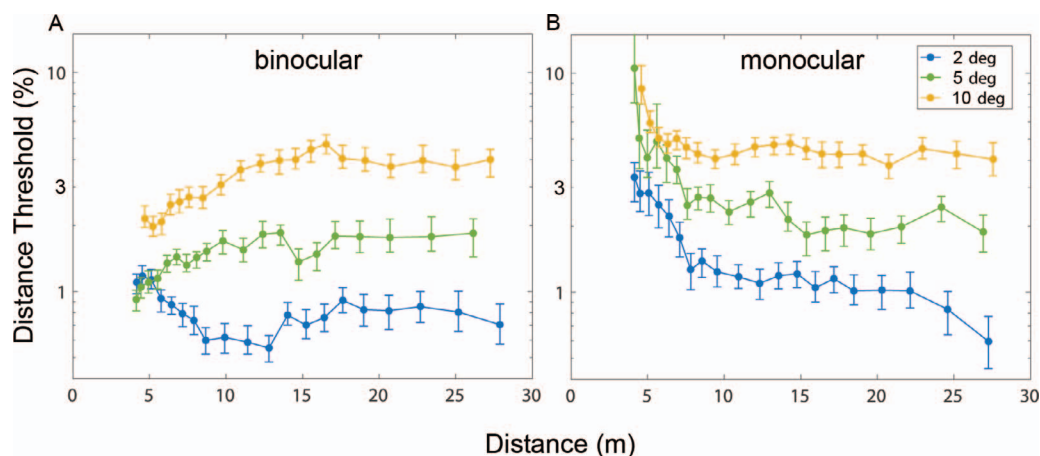 A
B
binocular
monocular
2 deg
5 deg
10 deg
Distance Threshold (%)
10
3
1
10
3
1
0 5 10 15 20 25 30
0 5 10 15 20 25 30
Distance (m)